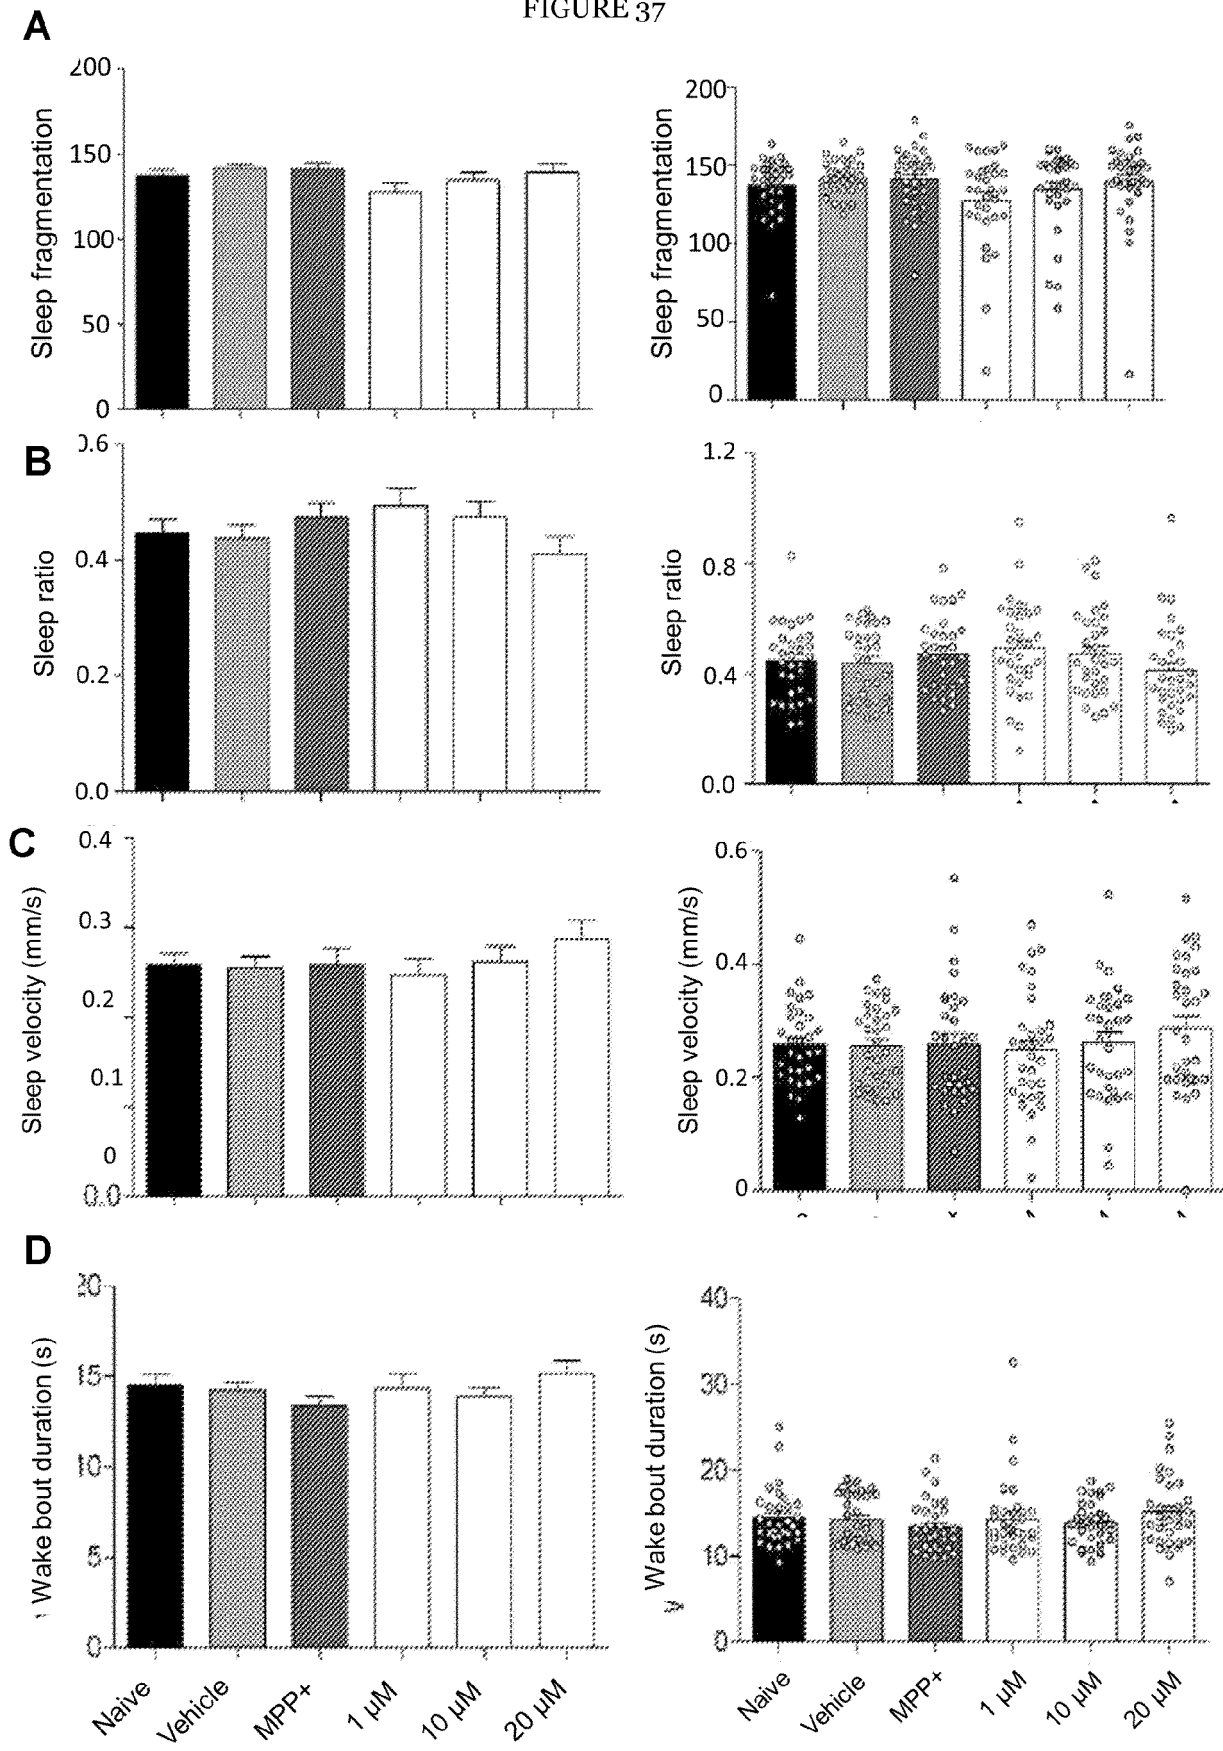 FIGURE 37
A
Sleep fragmentation
200
150
100
50
0
Sleep fragmentation
200
150
100
50
0
B
Sleep ratio
0.4
0.2
0.0
Sleep ratio
1.2
0.8
0.4
0.0
C
Sleep velocity (mm/s)
0.4
0.3
0.2
0.1
0
0.0
Sleep velocity (mm/s)
0.6
0.4
0.2
0
D
Wake bout duration (s)
20
15
10
5
0
Naive
Vehicle
MPP+
1 µM
10 µM
20 µM
Wake bout duration (s)
40
30
20
10
0
Naive
Vehicle
MPP+
1 µM
10 µM
20 µM